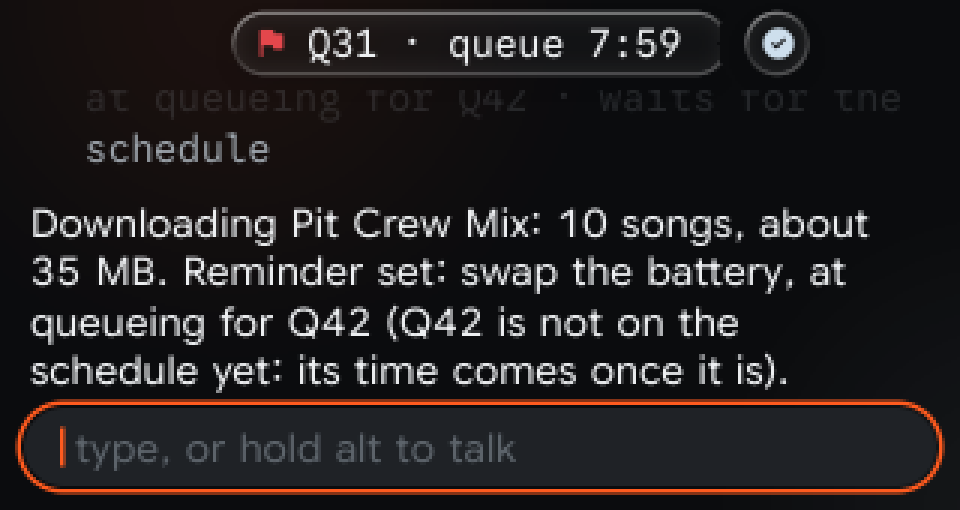 Q31 · queue 7:59
at queueing for Q42 · waits for the
schedule
Downloading Pit Crew Mix: 10 songs, about
35 MB. Reminder set: swap the battery, at
queueing for Q42 (Q42 is not on the
schedule yet: its time comes once it is).
type, or hold alt to talk